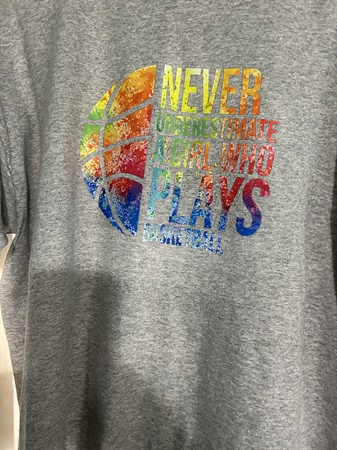 NEVER
UNDERESTIMATE
A GIRL WHO
PLAYS
BASKETBALL